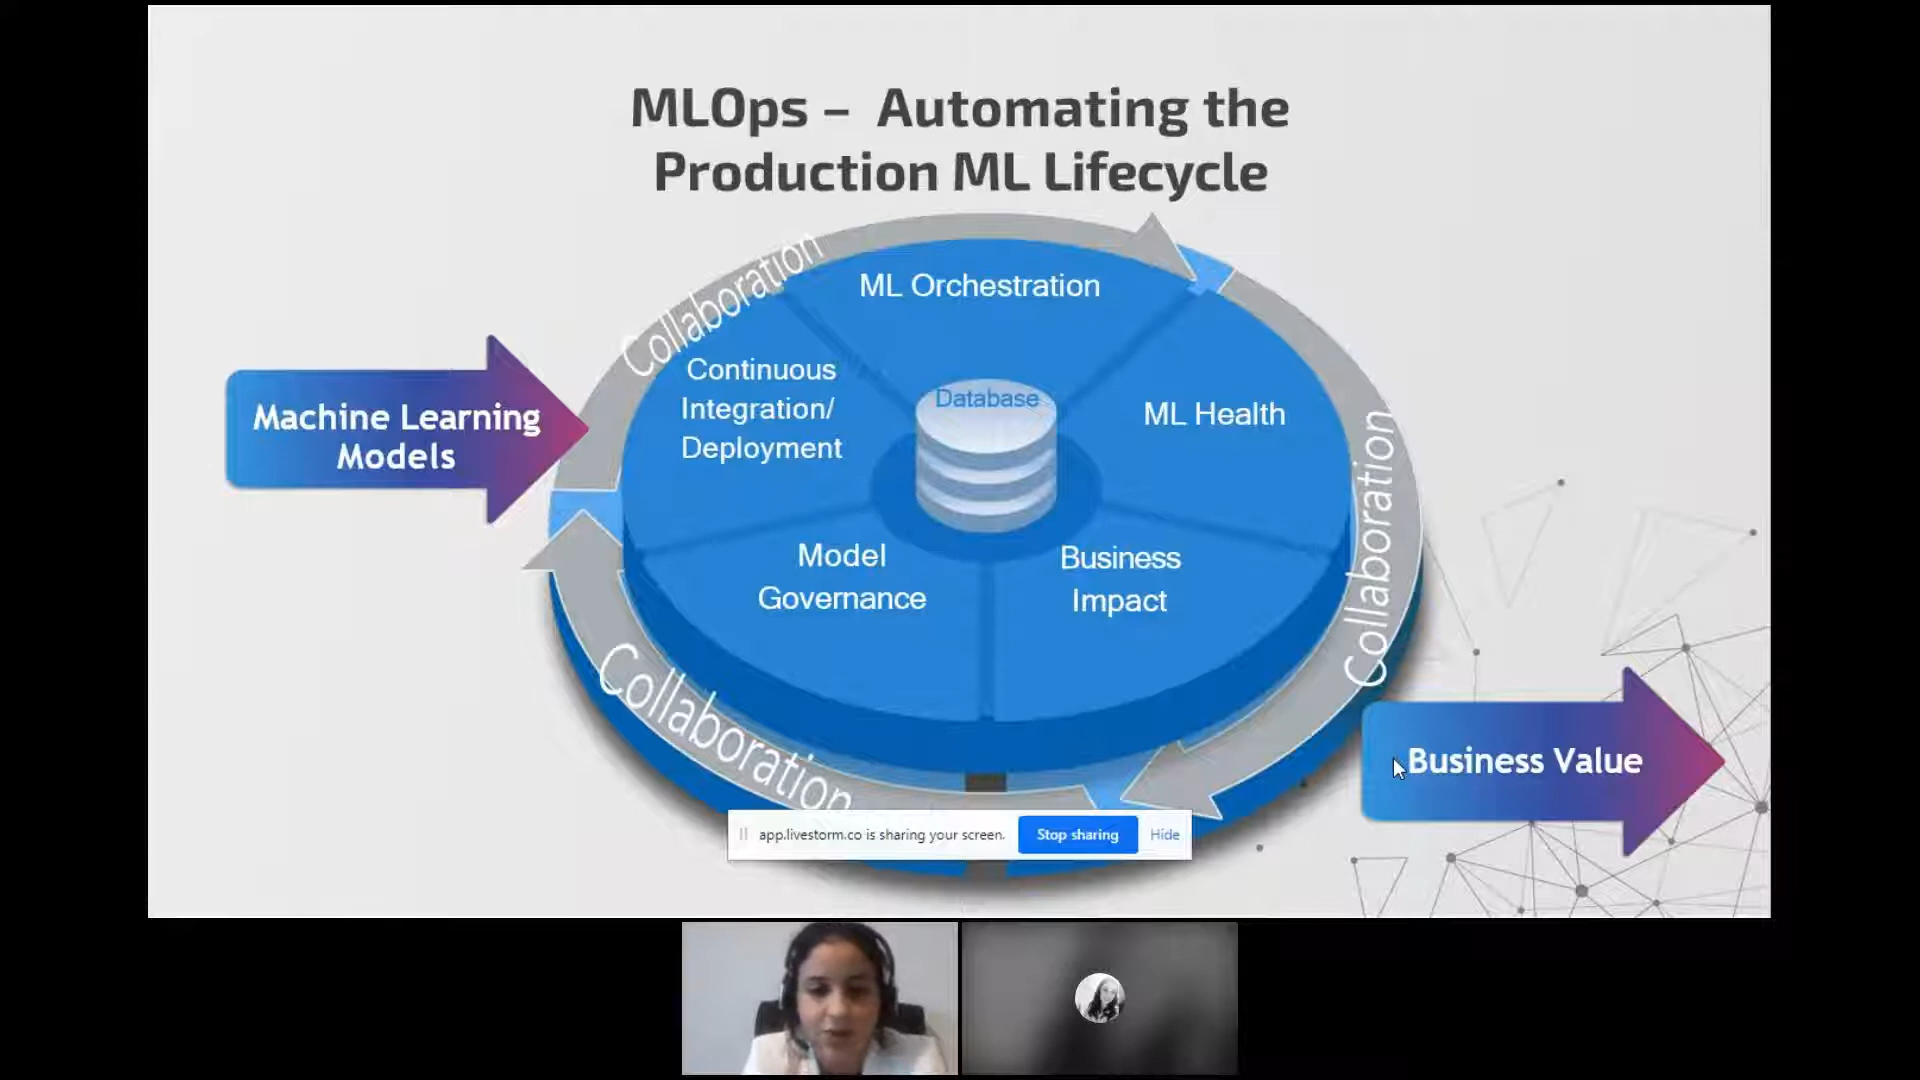 MLOps – Automating the
Production ML Lifecycle
Collaboration
ML Orchestration
Continuous
Integration/
Deployment
Database
ML Health
Machine Learning
Models
Collaboration
Model
Governance
Business
Impact
Collaboration
Business Value
app.livestorm.co is sharing your screen.
Stop sharing
Hide